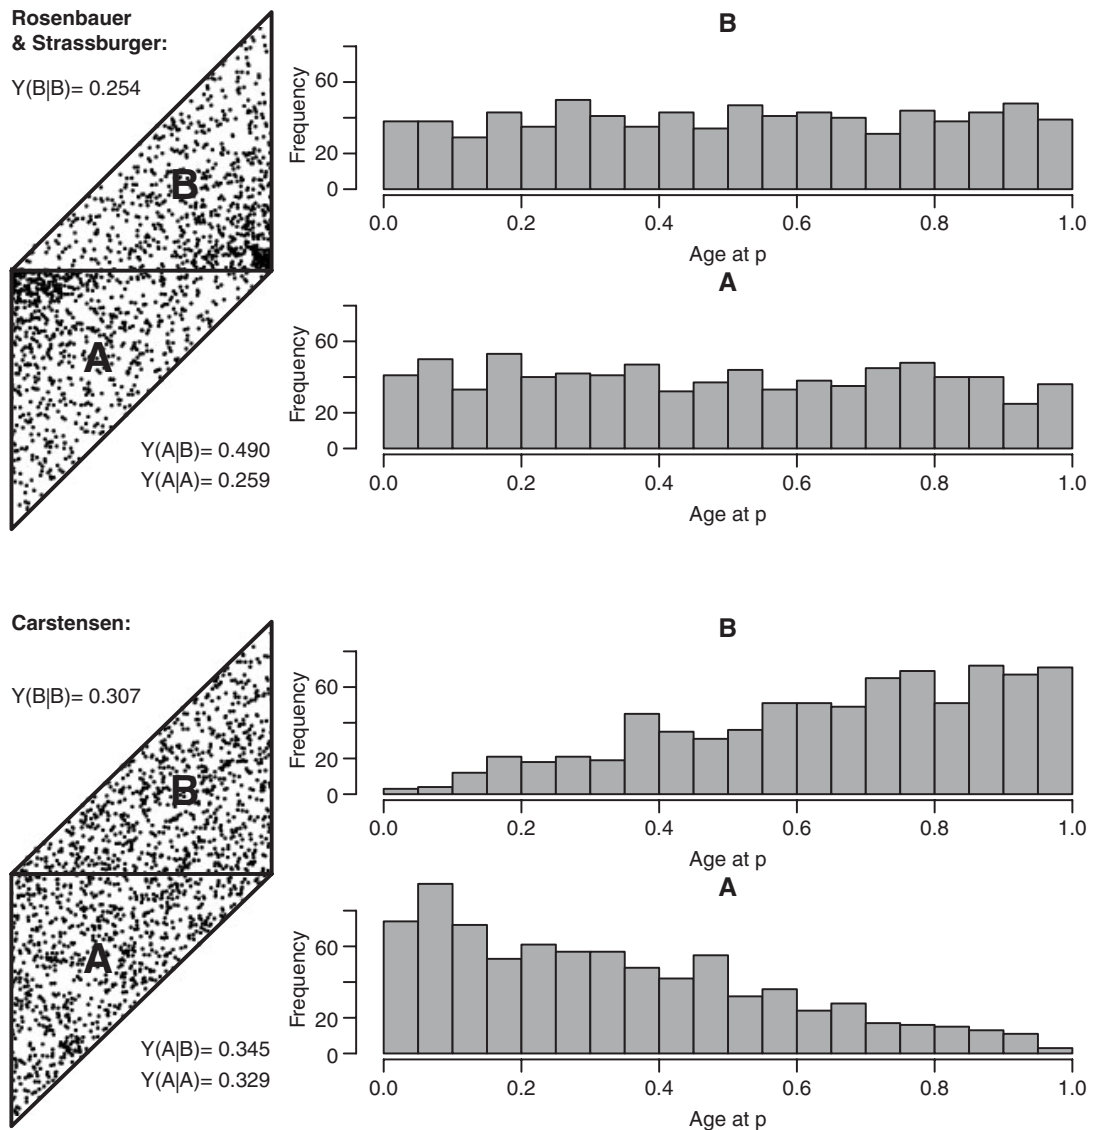 Rosenbauer
& Strassburger:
Y(B|B)= 0.254
B
A
Y(A|B)= 0.490
Y(A|A)= 0.259
B
Frequency
60
20
0
0.0 0.2 0.4 0.6 0.8 1.0
Age at p
A
Frequency
60
20
0
0.0 0.2 0.4 0.6 0.8 1.0
Age at p
Carstensen:
Y(B|B)= 0.307
B
A
Y(A|B)= 0.345
Y(A|A)= 0.329
B
Frequency
60
20
0
0.0 0.2 0.4 0.6 0.8 1.0
Age at p
A
Frequency
60
20
0
0.0 0.2 0.4 0.6 0.8 1.0
Age at p